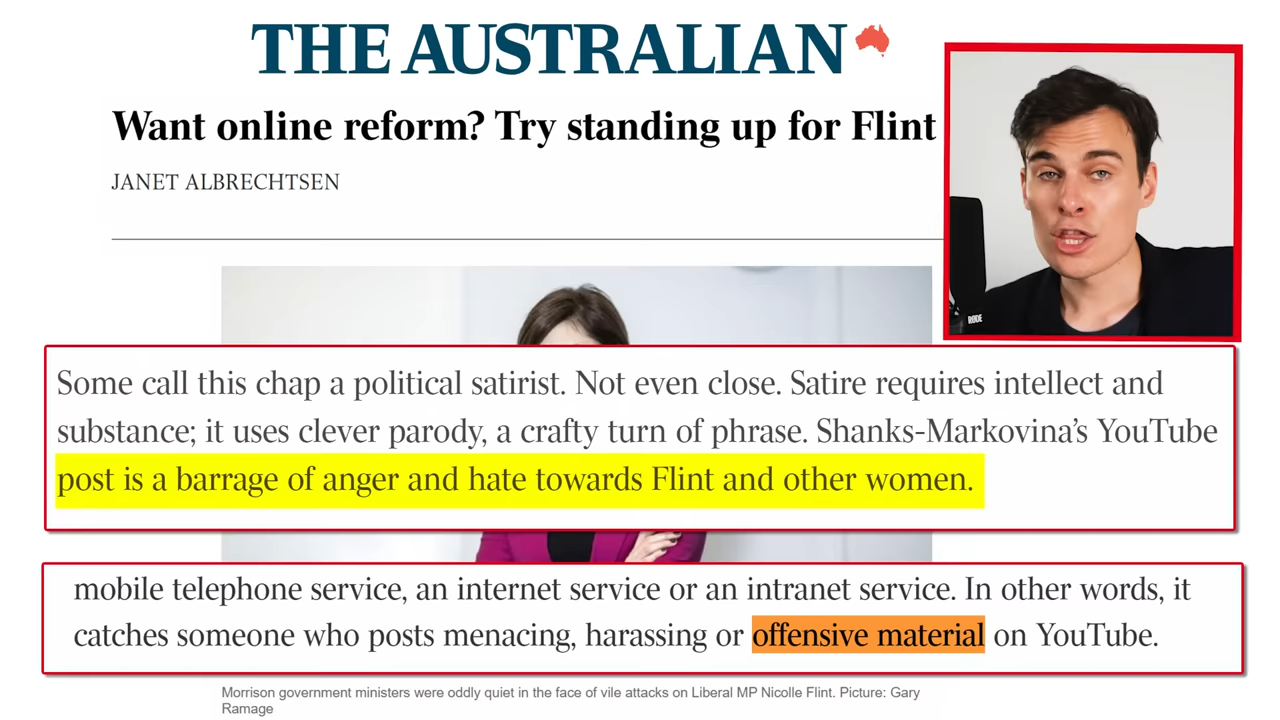 THE AUSTRALIAN
Want online reform? Try standing up for Flint
JANET ALBRECHTSEN
RØDE
Some call this chap a political satirist. Not even close. Satire requires intellect and
substance; it uses clever parody, a crafty turn of phrase. Shanks-Markovina’s YouTube
post is a barrage of anger and hate towards Flint and other women.
mobile telephone service, an internet service or an intranet service. In other words, it
catches someone who posts menacing, harassing or offensive material on YouTube.
Morrison government ministers were oddly quiet in the face of vile attacks on Liberal MP Nicolle Flint. Picture: Gary
Ramage